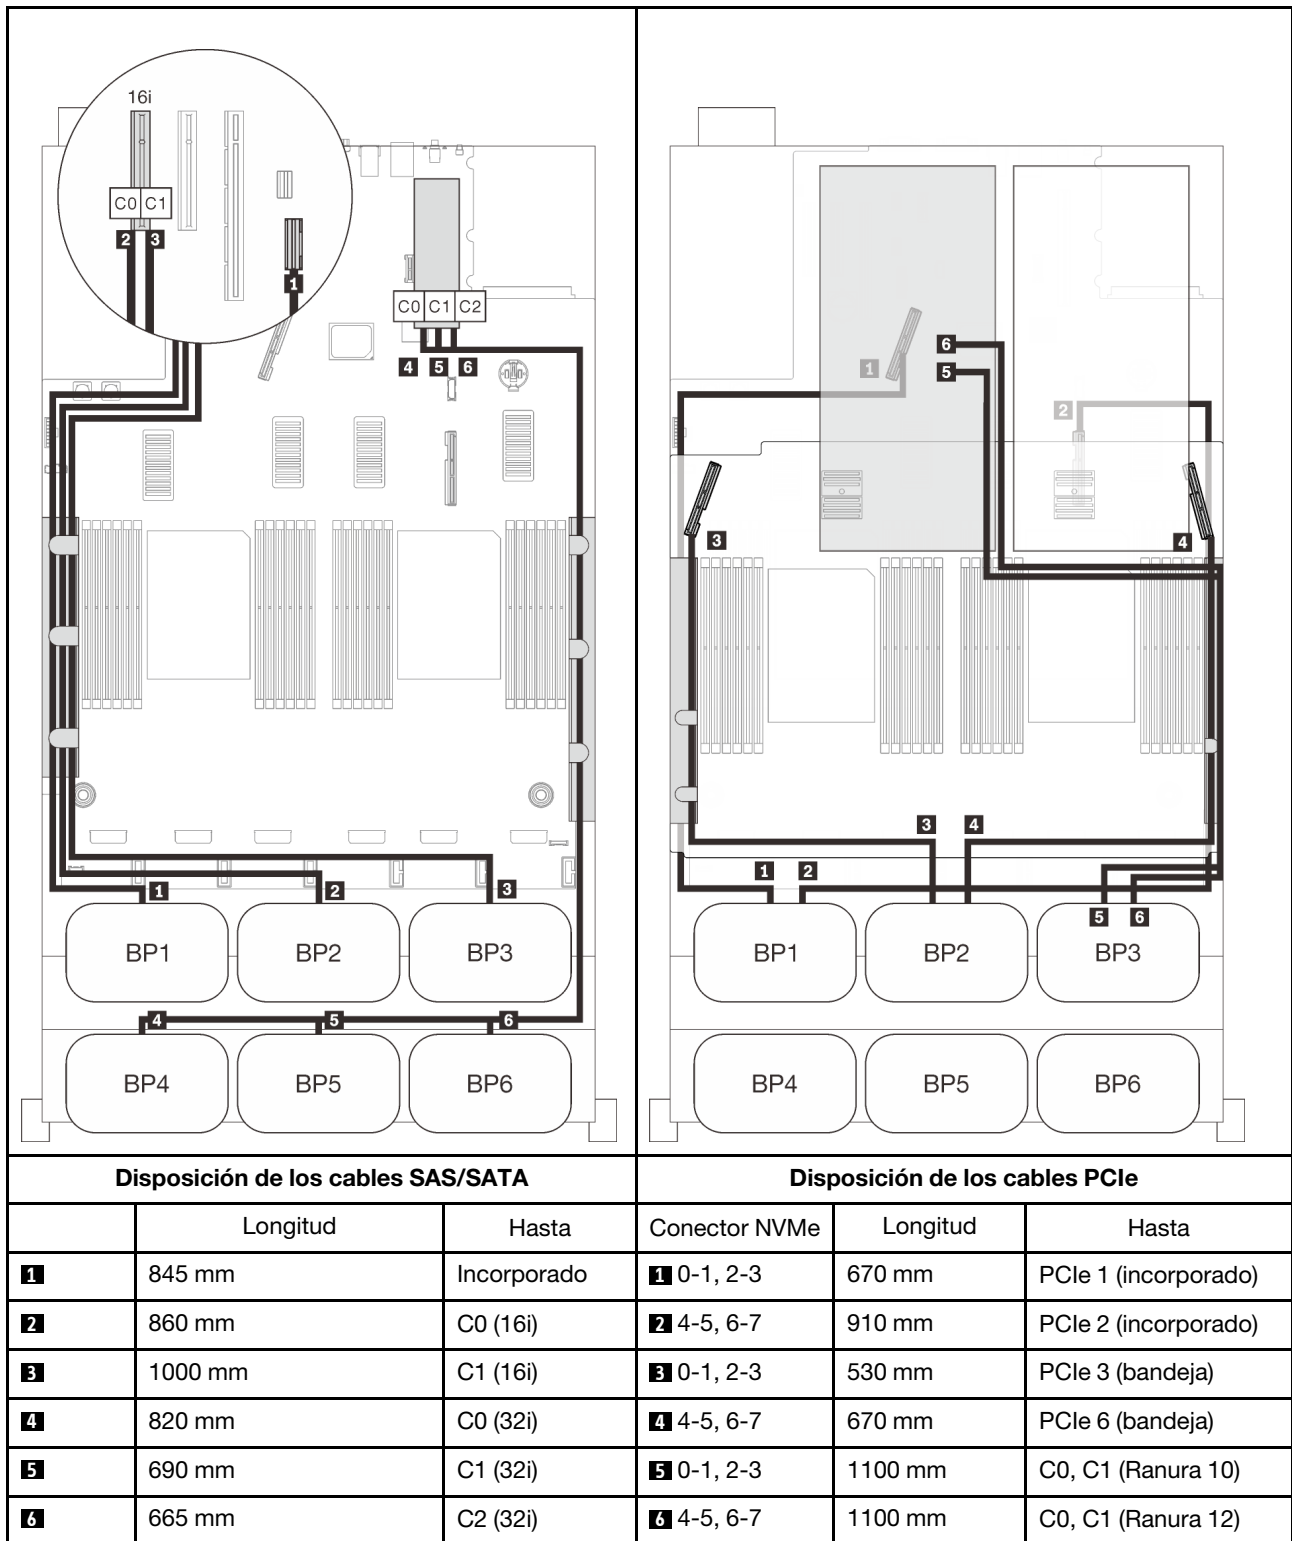 16i
C0 C1
2 3
1
C0 C1 C2
4 5 6
1
2
3
BP1
BP2
BP3
4
5
6
BP4
BP5
BP6
6
1
5
2
3
4
3
4
1
2
5
6
BP1
BP2
BP3
BP4
BP5
BP6
Disposición de los cables SAS/SATA
Disposición de los cables PCIe
Longitud Hasta Conector NVMe Longitud Hasta
1 845 mm Incorporado 1 0-1, 2-3 670 mm PCIe 1 (incorporado)
2 860 mm C0 (16i) 2 4-5, 6-7 910 mm PCIe 2 (incorporado)
3 1000 mm C1 (16i) 3 0-1, 2-3 530 mm PCIe 3 (bandeja)
4 820 mm C0 (32i) 4 4-5, 6-7 670 mm PCIe 6 (bandeja)
5 690 mm C1 (32i) 5 0-1, 2-3 1100 mm C0, C1 (Ranura 10)
6 665 mm C2 (32i) 6 4-5, 6-7 1100 mm C0, C1 (Ranura 12)